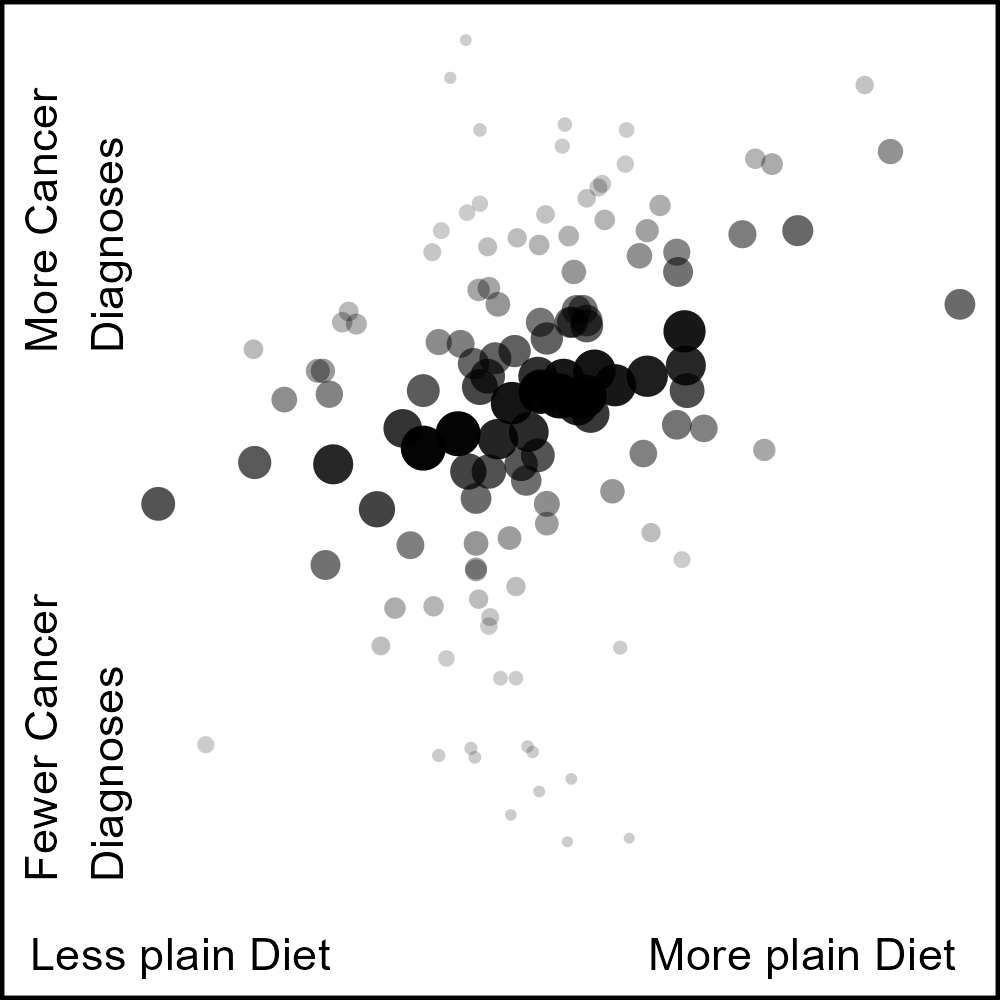 More Cancer
Diagnoses
Fewer Cancer
Diagnoses
Less plain Diet
More plain Diet